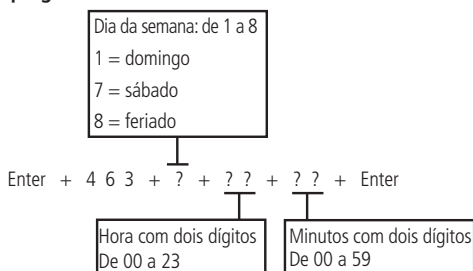 Dia da semana: de 1 a 8
1 = domingo
7 = sábado
8 = feriado
Enter + 4 6 3 + ? + ? ? + ? ? + Enter
Hora com dois dígitos
De 00 a 23
Minutos com dois dígitos
De 00 a 59